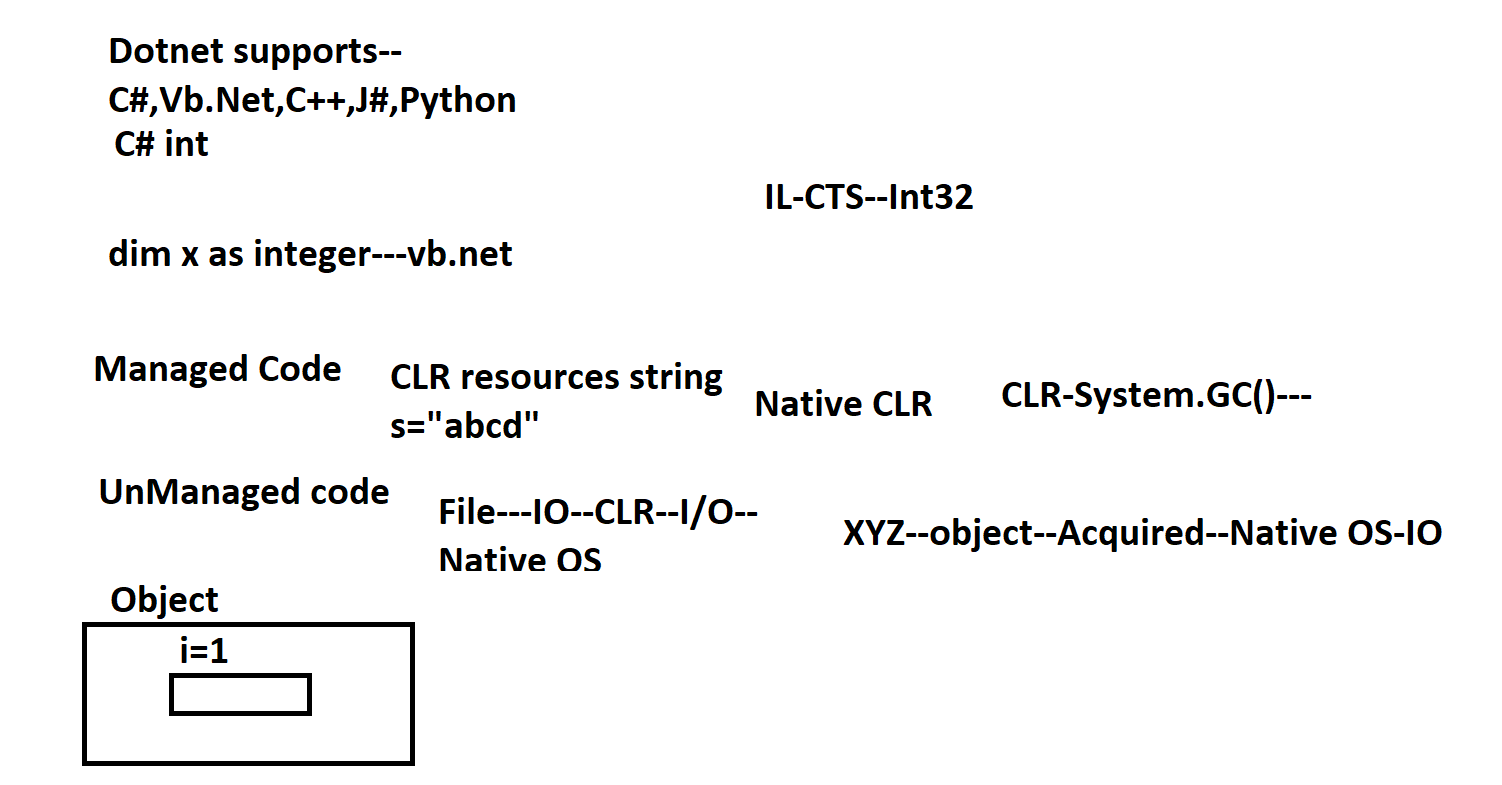 Dotnet supports--
C#,Vb.Net,C++,J#,Python
C# int
IL-CTS--Int32
dim x as integer---vb.net
Managed Code
CLR resources string
s="abcd"
Native CLR
CLR-System.GC()---
UnManaged code
File---IO--CLR--I/O--
Native OS
XYZ--object--Acquired--Native OS-IO
Object
i=1